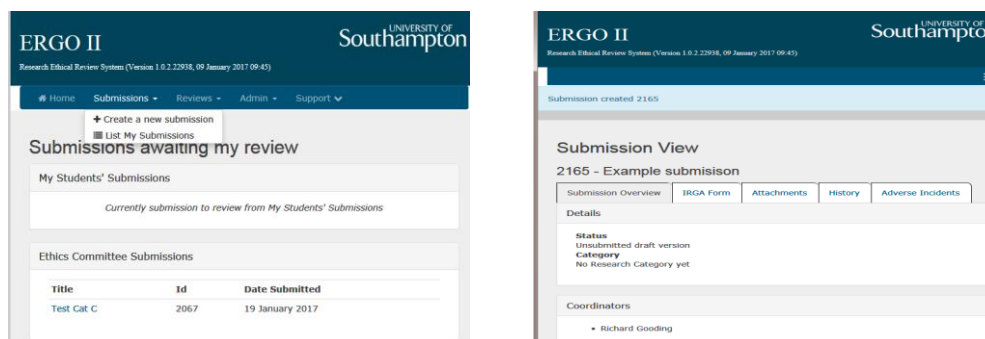 ERGO II
UNIVERSITY OF
Southampton
Research Ethical Review System (Version 1.0.2.22938, 09 January 2017 09:45)
Home Submissions Reviews Admin Support
+ Create a new submission
List My Submissions
Submissions awaiting my review
My Students' Submissions
Currently submission to review from My Students' Submissions
Ethics Committee Submissions
Title Id Date Submitted
Test Cat C 2067 19 January 2017
ERGO II
UNIVERSITY OF
Southampto
Research Ethical Review System (Version 1.0.2.22938, 09 January 2017 09:45)
Submission created 2165
Submission View
2165 - Example submisison
Submission Overview IRGA Form Attachments History Adverse Incidents
Details
Status
Unsubmitted draft version
Category
No Research Category yet
Coordinators
• Richard Gooding